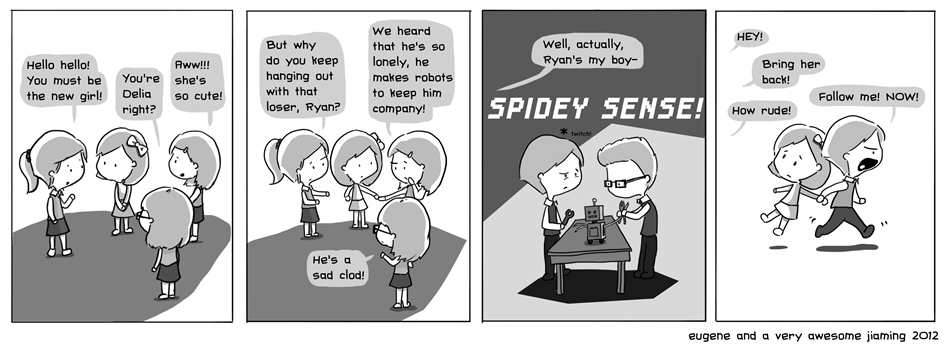 Hello hello!
You must be
the new girl!
You're
Delia
right?
Aww!!!
she's
so cute!
But why
do you keep
hanging out
with that
loser, Ryan?
We heard
that he's so
lonely, he
makes robots
to keep him
company!
He's a
sad clod!
Well, actually,
Ryan's my boy-
SPIDEY SENSE!
* twitch!
HEY!
Bring her
back!
How rude!
Follow me! NOW!
eugene and a very awesome jiaming 2012